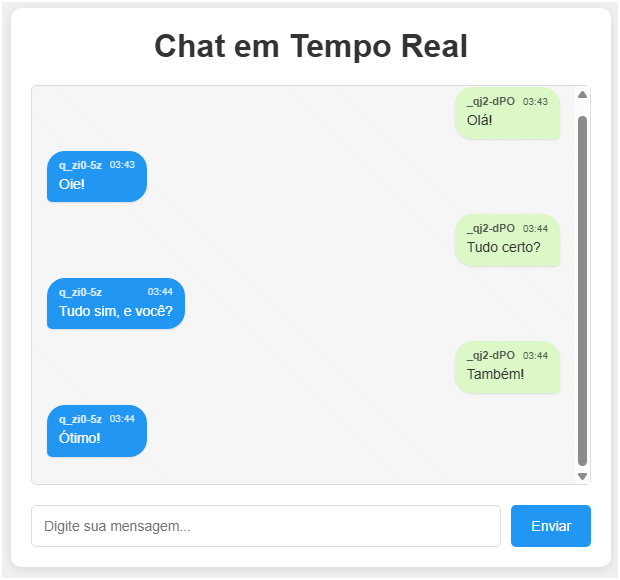 Chat em Tempo Real
_qj2-dPO 03:43
Olá!
q_zi0-5z 03:43
Oie!
_qj2-dPO 03:44
Tudo certo?
q_zi0-5z 03:44
Tudo sim, e você?
_qj2-dPO 03:44
Também!
q_zi0-5z 03:44
Ótimo!
Digite sua mensagem... Enviar